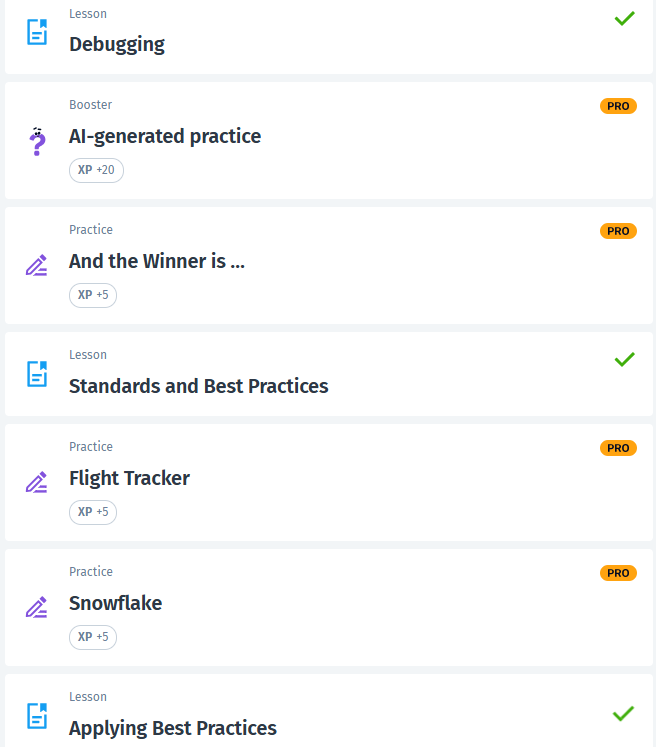 Lesson
Debugging
Booster
PRO
AI-generated practice
XP +20
Practice
PRO
And the Winner is ...
XP +5
Lesson
Standards and Best Practices
Practice
PRO
Flight Tracker
XP +5
Practice
PRO
Snowflake
XP +5
Lesson
Applying Best Practices